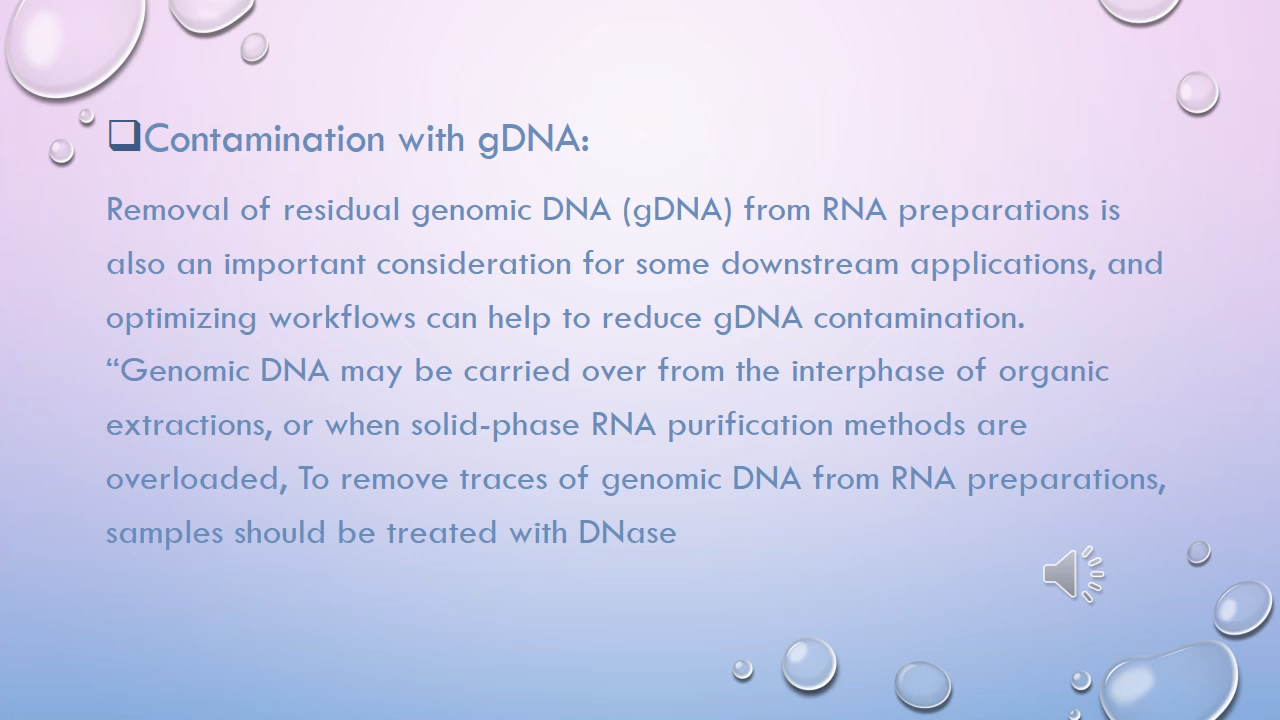 ❑Contamination with gDNA:
Removal of residual genomic DNA (gDNA) from RNA preparations is
also an important consideration for some downstream applications, and
optimizing workflows can help to reduce gDNA contamination.
“Genomic DNA may be carried over from the interphase of organic
extractions, or when solid-phase RNA purification methods are
overloaded, To remove traces of genomic DNA from RNA preparations,
samples should be treated with DNase